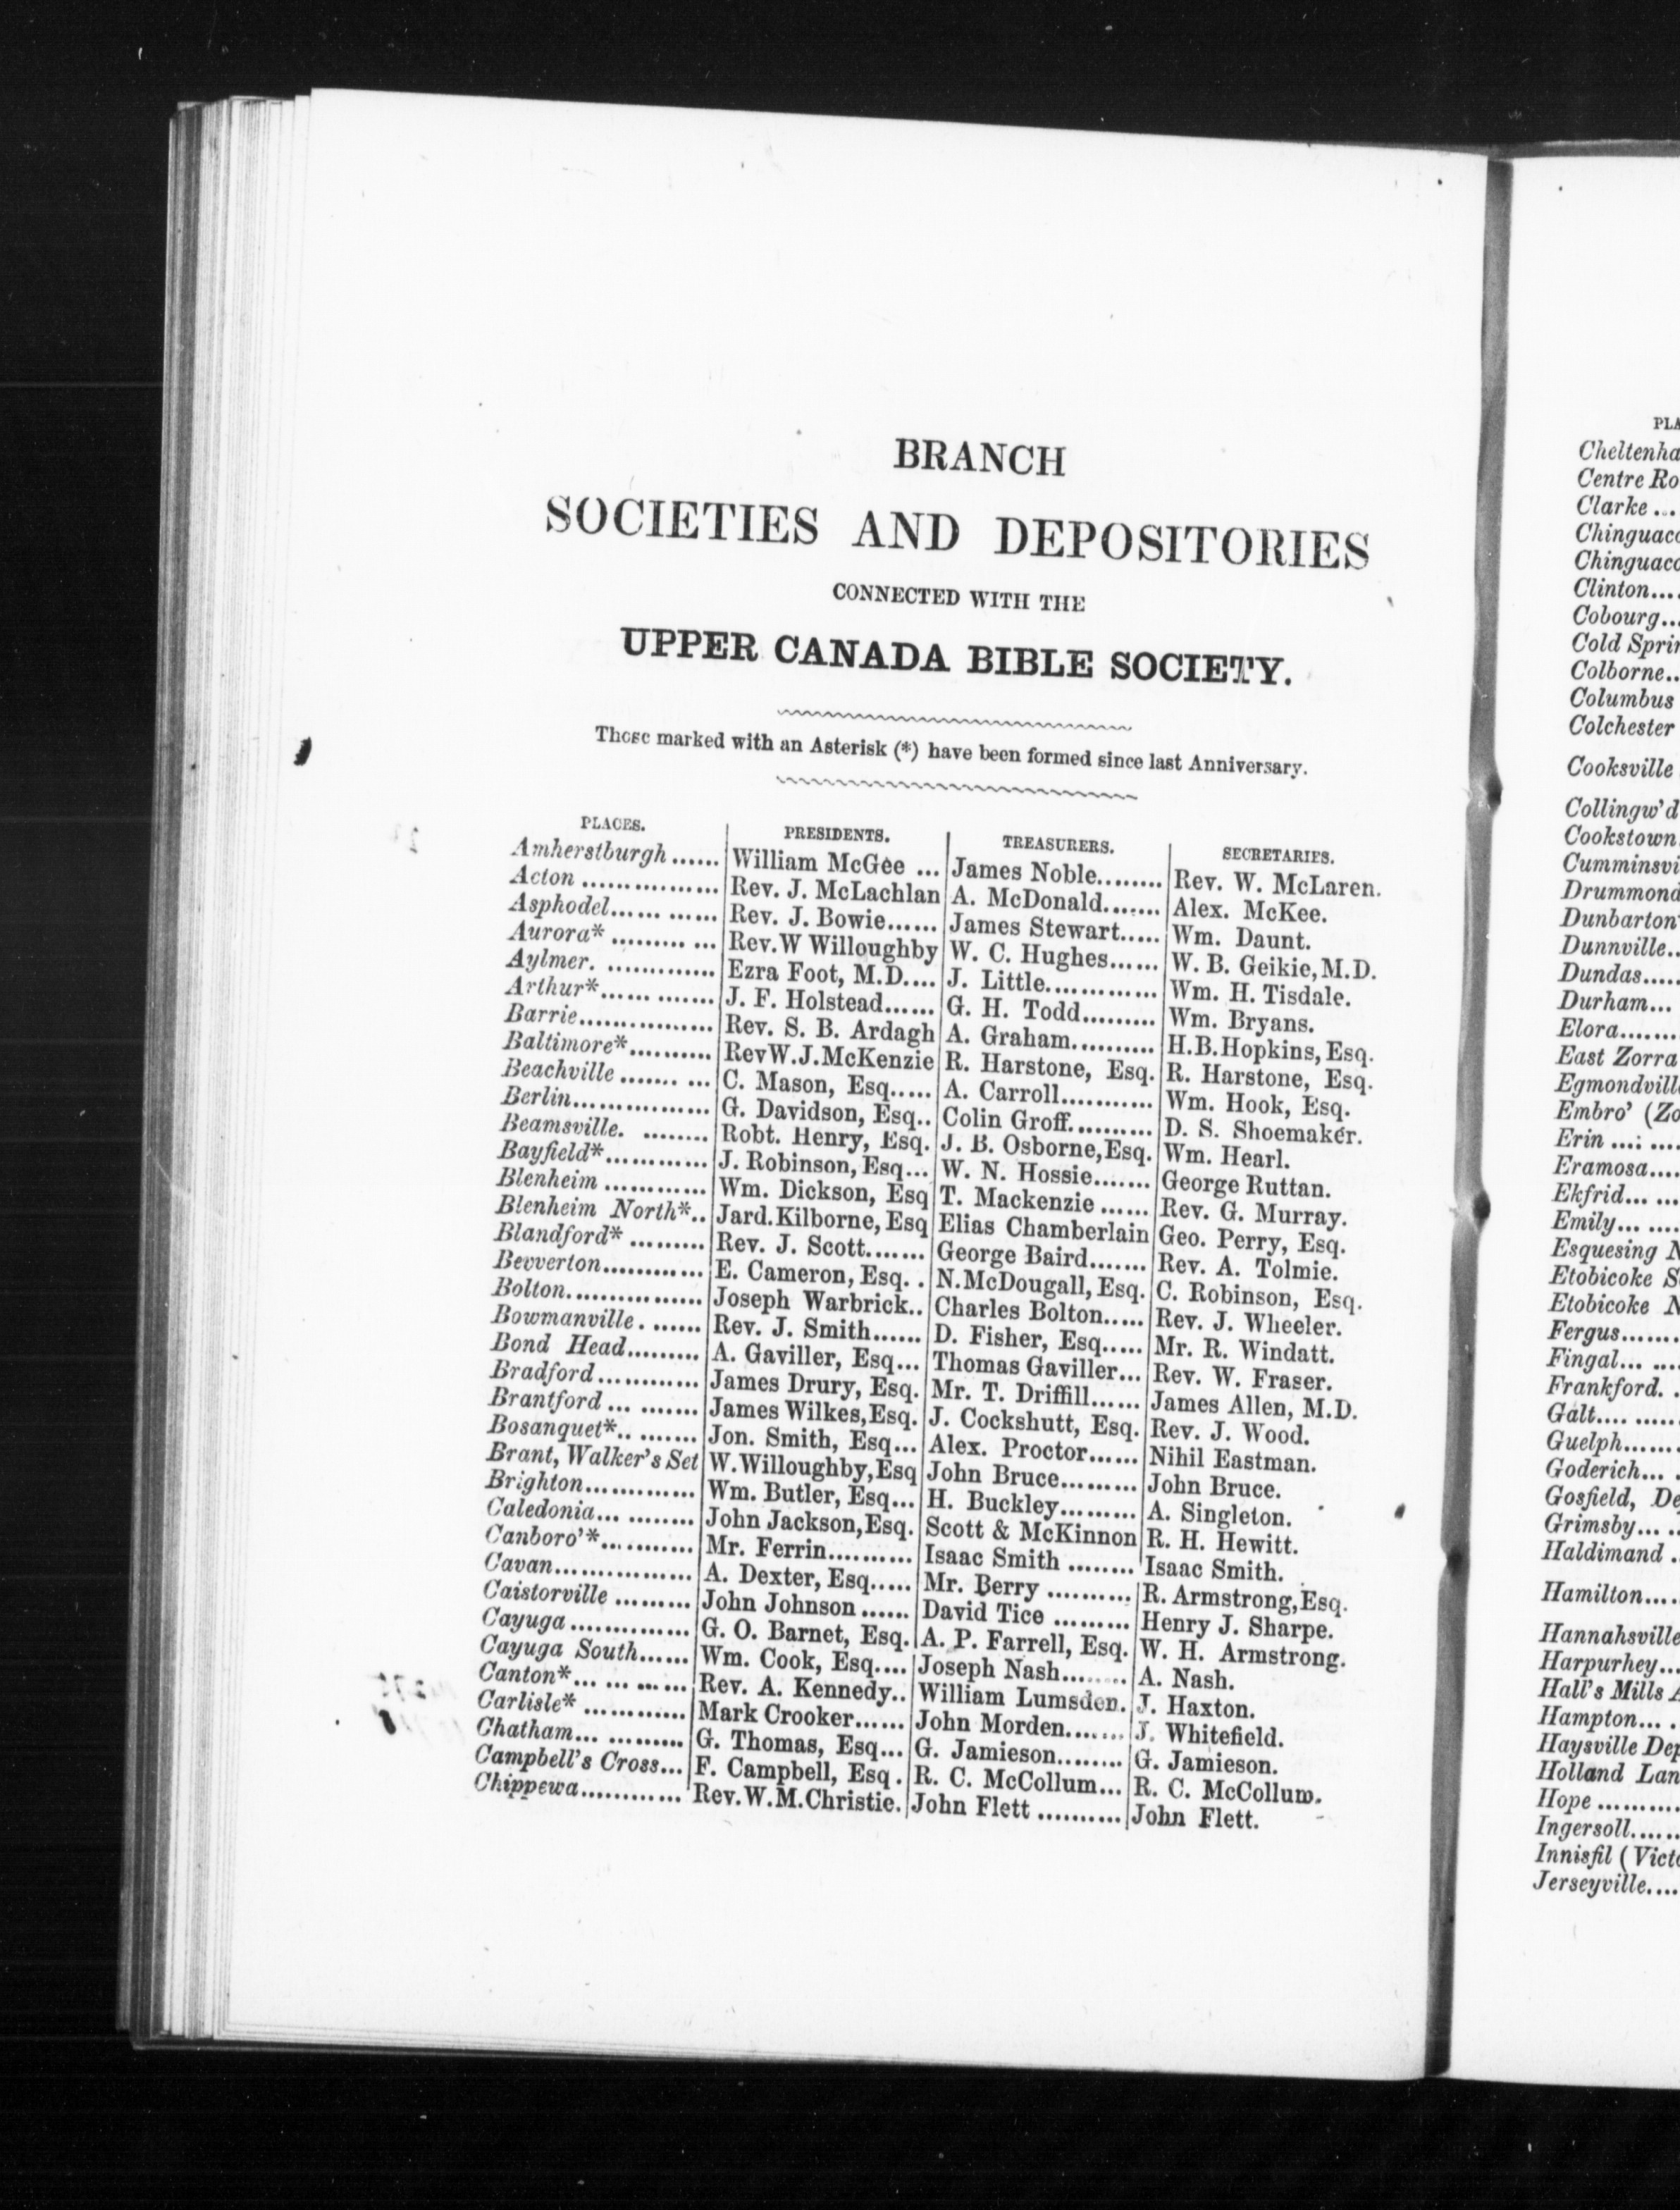 BRANCH
SOCIETIES AND DEPOSITORIES
CONNECTED WITH THE
UPPER CANADA BIBLE SOCIETY.
Those marked with an Asterisk (*) have been formed since last Anniversary.
PLACES. PRESIDENTS. TREASURERS. SECRETARIES.
Amherstburgh...... William McGee ... James Noble........ Rev. W. McLaren.
Acton ................ Rev. J. McLachlan A. McDonald....... Alex. McKee.
Asphodel...... ...... Rev. J. Bowie...... James Stewart..... Wm. Daunt.
Aurora* ......... ... Rev.W Willoughby W. C. Hughes...... W. B. Geikie, M.D.
Aylmer. ............. Ezra Foot, M.D.... J. Little............. Wm. H. Tisdale.
Arthur*...... ....... J. F. Holstead...... G. H. Todd......... Wm. Bryans.
Barrie................ Rev. S. B. Ardagh A. Graham.......... H.B.Hopkins, Esq.
Baltimore*.......... RevW.J.McKenzie R. Harstone, Esq. R. Harstone, Esq.
Beachville ....... ... C. Mason, Esq..... A. Carroll........... Wm. Hook, Esq.
Berlin................ G. Davidson, Esq.. Colin Groff.......... D. S. Shoemaker.
Beamsville. ........ Robt. Henry, Esq. J. B. Osborne, Esq. Wm. Hearl.
Bayfield*............ J. Robinson, Esq... W. N. Hossie....... George Ruttan.
Blenheim ............ Wm. Dickson, Esq T. Mackenzie ...... Rev. G. Murray.
Blenheim North*.. Jard.Kilborne, Esq Elias Chamberlain Geo. Perry, Esq.
Blandford* ......... Rev. J. Scott....... George Baird....... Rev. A. Tolmie.
Bevverton............ E. Cameron, Esq. . N.McDougall, Esq. C. Robinson, Esq.
Bolton................ Joseph Warbrick.. Charles Bolton..... Rev. J. Wheeler.
Bowmanville. ...... Rev. J. Smith...... D. Fisher, Esq..... Mr. R. Windatt.
Bond Head......... A. Gaviller, Esq... Thomas Gaviller... Rev. W. Fraser.
Bradford............ James Drury, Esq. Mr. T. Driffill...... James Allen, M.D.
Brantford ... ....... James Wilkes, Esq. J. Cockshutt, Esq. Rev. J. Wood.
Bosanquet*.. ....... Jon. Smith, Esq... Alex. Proctor...... Nihil Eastman.
Brant, Walker's Set W.Willoughby,Esq John Bruce......... John Bruce.
Brighton............. Wm. Butler, Esq... H. Buckley......... A. Singleton.
Caledonia... ........ John Jackson,Esq. Scott & McKinnon R. H. Hewitt.
Canboro'*........... Mr. Ferrin.......... Isaac Smith ........ Isaac Smith.
Cavan................ A. Dexter, Esq..... Mr. Berry .......... R. Armstrong, Esq.
Caistorville ......... John Johnson ...... David Tice ......... Henry J. Sharpe.
Cayuga .............. G. O. Barnet, Esq. A. P. Farrell, Esq. W. H. Armstrong.
Cayuga South...... Wm. Cook, Esq.... Joseph Nash........ A. Nash.
Canton*... ... ... ... Rev. A. Kennedy.. William Lumsden. J. Haxton.
Carlisle* ............ Mark Crooker...... John Morden....... J. Whitefield.
Chatham... ......... G. Thomas, Esq... G. Jamieson........ G. Jamieson.
Campbell's Cross... F. Campbell, Esq. R. C. McCollum... R. C. McCollum.
Chippewa............ Rev.W.M.Christie. John Flett .......... John Flett.
Clarke ...
Clinton....
Cobourg...
Colborne..
Columbus
Colchester
Cooksville
Collingw'd
Cookstown
Dunbarton
Dunnville..
Dundas.....
Durham...
Elora.......
East Zorra
Erin ...: ....
Eramosa....
Ekfrid... ...
Emily... ....
Esquesing
Etobicoke
Etobicoke
Fergus......
Fingal... ...
Frankford. .
Galt.... .....
Guelph......
Goderich... .
Gosfield,
Grimsby... ..
Haldimand ..
Hamilton....
Hannahsville
Harpurhey...
Hall's Mills
Hampton... .
Haysville
Holland
Hope ..........
Ingersoll......
Innisfil
Jerseyville....